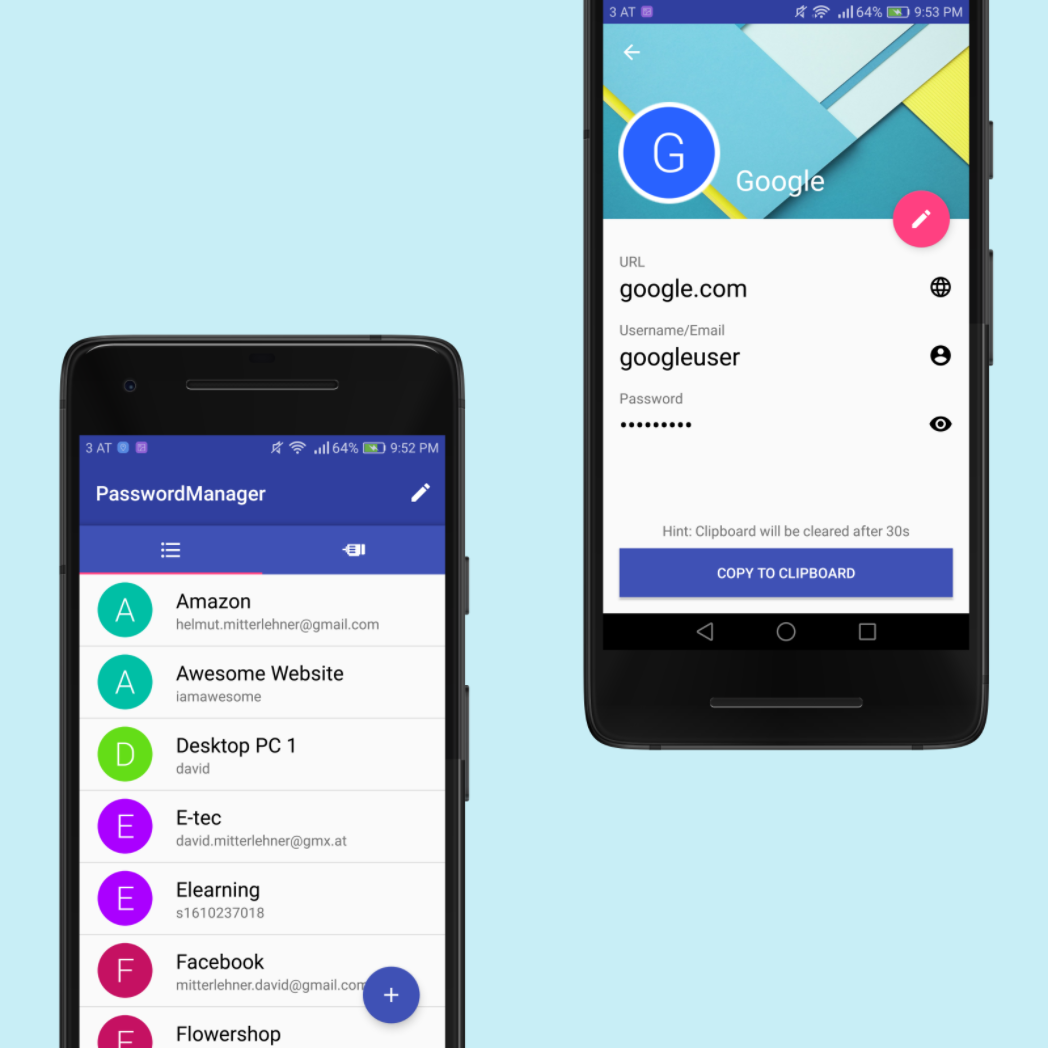 3 AT 64% 9:52 PM
PasswordManager
A Amazon
helmut.mitterlehner@gmail.com
A Awesome Website
iamawesome
D Desktop PC 1
david
E E-tec
david.mitterlehner@gmx.at
E Elearning
s1610237018
F Facebook
mitterlehner.david@gmail.com
F Flowershop
3 AT 64% 9:53 PM
G Google
URL
google.com
Username/Email
googleuser
Password
•••••••••
Hint: Clipboard will be cleared after 30s
COPY TO CLIPBOARD